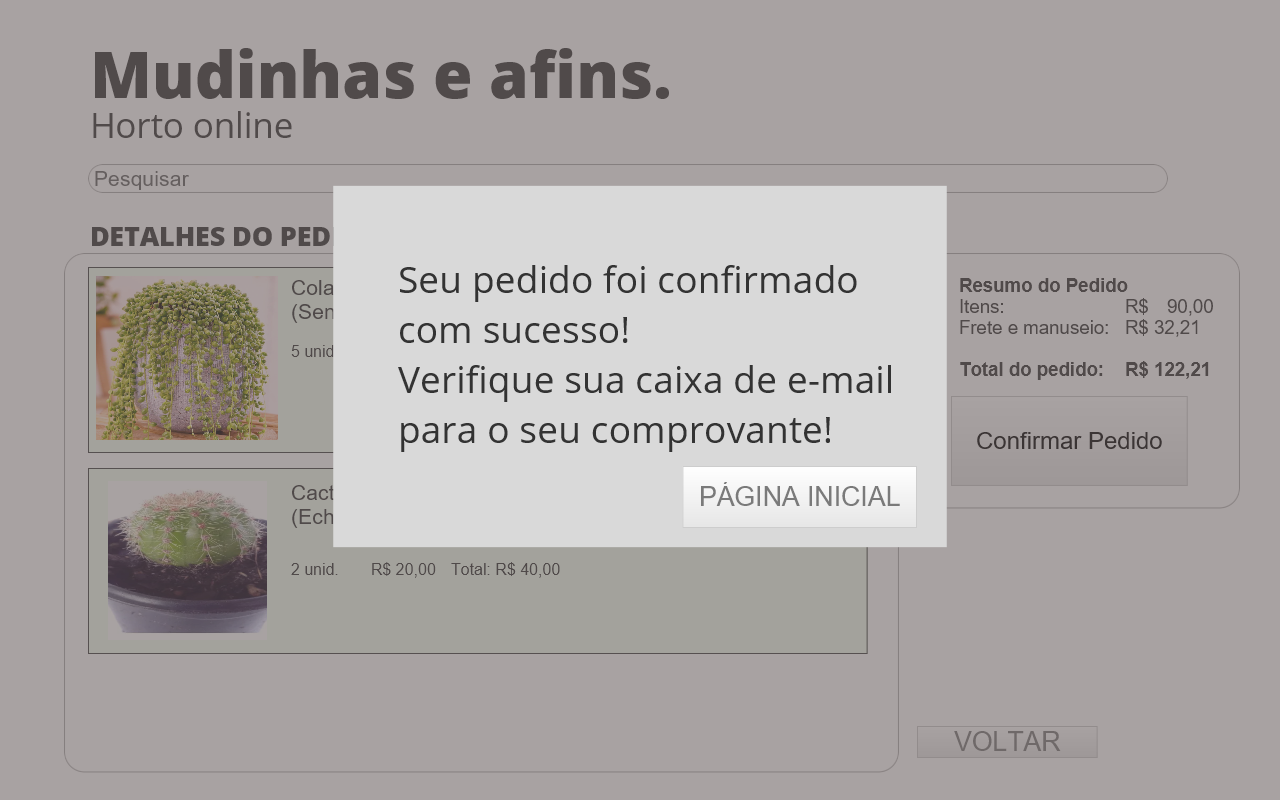 Mudinhas e afins.
Horto online
Pesquisar
DETALHES DO PED
Cola
(Sen
5 unid
Cact
(Ech
2 unid. R$ 20,00 Total: R$ 40,00
Seu pedido foi confirmado
com sucesso!
Verifique sua caixa de e-mail
para o seu comprovante!
PÁGINA INICIAL
Resumo do Pedido
Itens: R$ 90,00
Frete e manuseio: R$ 32,21
Total do pedido: R$ 122,21
Confirmar Pedido
VOLTAR